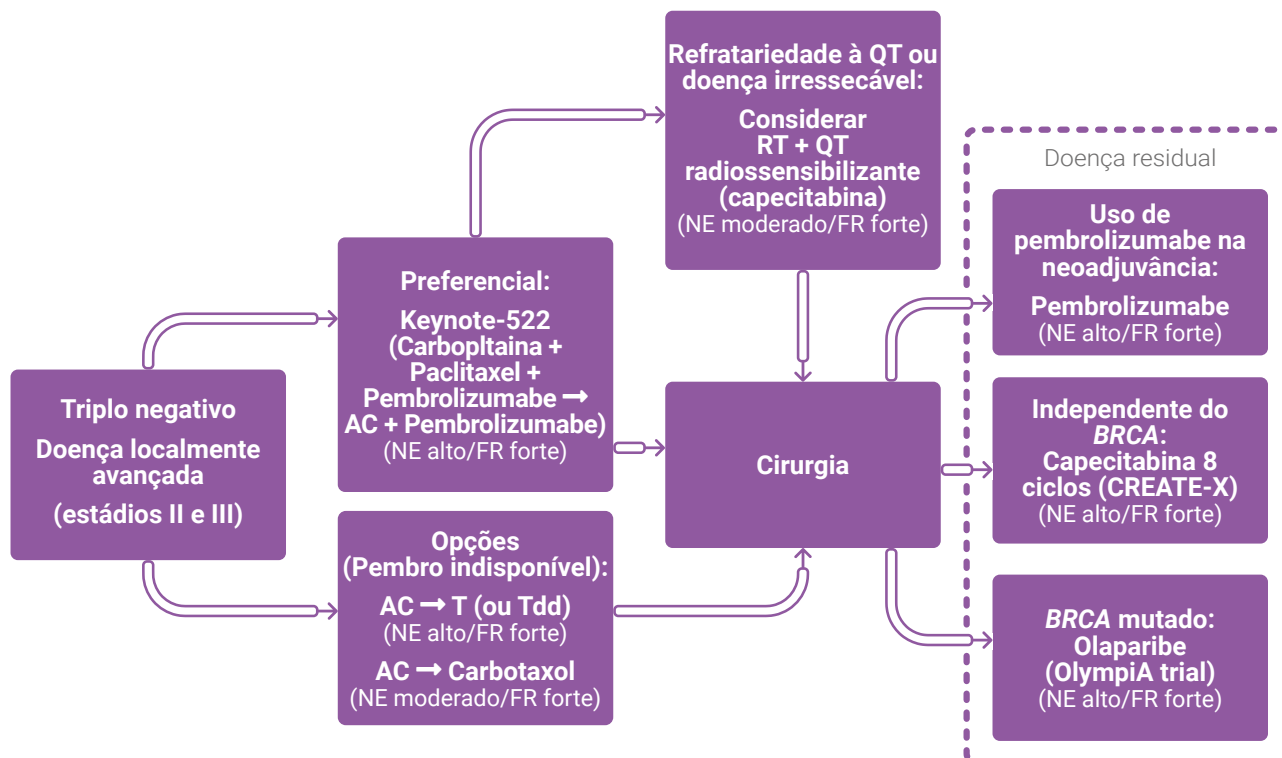 Triplo negativo
Doença localmente
avançada
(estádios II e III)
Preferencial:
Keynote-522
(Carbopltaina +
Paclitaxel +
Pembrolizumabe →
AC + Pembrolizumabe)
(NE alto/FR forte)
Opções
(Pembro indisponível):
AC → T (ou Tdd)
(NE alto/FR forte)
AC → Carbotaxol
(NE moderado/FR forte)
Refratariedade à QT ou
doença irressecável:
Considerar
RT + QT
radiossensibilizante
(capecitabina)
(NE moderado/FR forte)
Cirurgia
Doença residual
Uso de
pembrolizumabe na
neoadjuvância:
Pembrolizumabe
(NE alto/FR forte)
Independente do
BRCA:
Capecitabina 8
ciclos (CREATE-X)
(NE alto/FR forte)
BRCA mutado:
Olaparibe
(OlympiA trial)
(NE alto/FR forte)